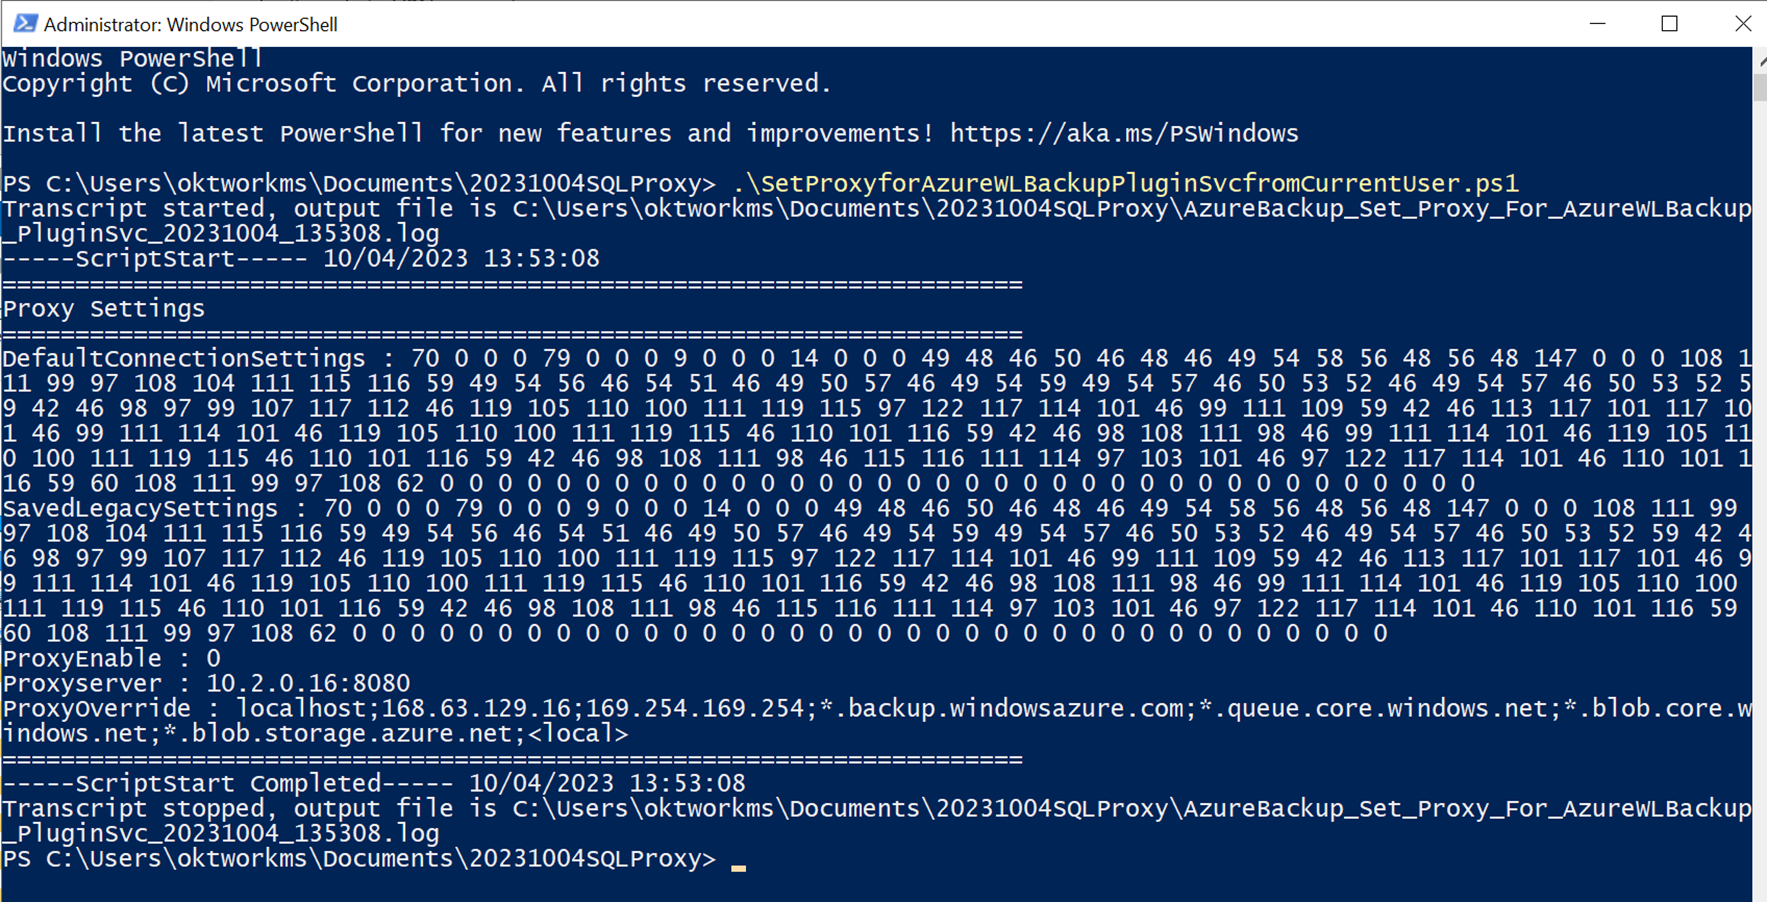 Administrator: Windows PowerShell
Windows PowerShell
Copyright (C) Microsoft Corporation. All rights reserved.
Install the latest PowerShell for new features and improvements! https://aka.ms/PSWindows
PS C:\Users\oktworkms\Documents\20231004SQLProxy> .\SetProxyforAzureWLBackupPluginSvcfromCurrentUser.ps1
Transcript started, output file is C:\Users\oktworkms\Documents\20231004SQLProxy\AzureBackup_Set_Proxy_For_AzureWLBackup
_PluginSvc_20231004_135308.log
-----ScriptStart----- 10/04/2023 13:53:08
======================================================================
Proxy Settings
======================================================================
DefaultConnectionSettings : 70 0 0 0 79 0 0 0 9 0 0 0 14 0 0 0 49 48 46 50 46 48 46 49 54 58 56 48 56 48 147 0 0 0 108 1
11 99 97 108 104 111 115 116 59 49 54 56 46 54 51 46 49 50 57 46 49 54 59 49 54 57 46 50 53 52 46 49 54 57 46 50 53 52 5
9 42 46 98 97 99 107 117 112 46 119 105 110 100 111 119 115 97 122 117 114 101 46 99 111 109 59 42 46 113 117 101 117 10
1 46 99 111 114 101 46 119 105 110 100 111 119 115 46 110 101 116 59 42 46 98 108 111 98 46 99 111 114 101 46 119 105 11
0 100 111 119 115 46 110 101 116 59 42 46 98 108 111 98 46 115 116 111 114 97 103 101 46 97 122 117 114 101 46 110 101 1
16 59 60 108 111 99 97 108 62 0 0 0 0 0 0 0 0 0 0 0 0 0 0 0 0 0 0 0 0 0 0 0 0 0 0 0 0 0 0 0 0 0 0 0 0
SavedLegacySettings : 70 0 0 0 79 0 0 0 9 0 0 0 14 0 0 0 49 48 46 50 46 48 46 49 54 58 56 48 56 48 147 0 0 0 108 111 99
97 108 104 111 115 116 59 49 54 56 46 54 51 46 49 50 57 46 49 54 59 49 54 57 46 50 53 52 46 49 54 57 46 50 53 52 59 42 4
6 98 97 99 107 117 112 46 119 105 110 100 111 119 115 97 122 117 114 101 46 99 111 109 59 42 46 113 117 101 117 101 46 9
9 111 114 101 46 119 105 110 100 111 119 115 46 110 101 116 59 42 46 98 108 111 98 46 99 111 114 101 46 119 105 110 100
111 119 115 46 110 101 116 59 42 46 98 108 111 98 46 115 116 111 114 97 103 101 46 97 122 117 114 101 46 110 101 116 59
60 108 111 99 97 108 62 0 0 0 0 0 0 0 0 0 0 0 0 0 0 0 0 0 0 0 0 0 0 0 0 0 0 0 0 0 0 0 0 0 0 0 0
ProxyEnable : 0
Proxyserver : 10.2.0.16:8080
ProxyOverride : localhost;168.63.129.16;169.254.169.254;*.backup.windowsazure.com;*.queue.core.windows.net;*.blob.core.w
indows.net;*.blob.storage.azure.net;<local>
======================================================================
-----ScriptStart Completed----- 10/04/2023 13:53:08
Transcript stopped, output file is C:\Users\oktworkms\Documents\20231004SQLProxy\AzureBackup_Set_Proxy_For_AzureWLBackup
_PluginSvc_20231004_135308.log
PS C:\Users\oktworkms\Documents\20231004SQLProxy>